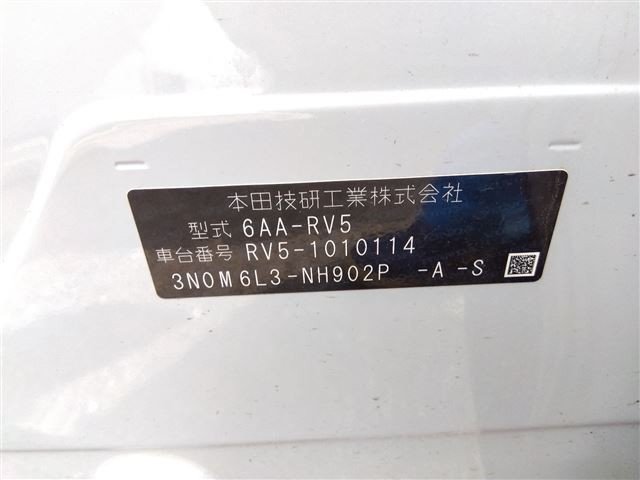 本田技研工業株式会社
型式 6AA-RV5
車台番号 RV5-1010114
3N0M6L3-NH902P -A-S